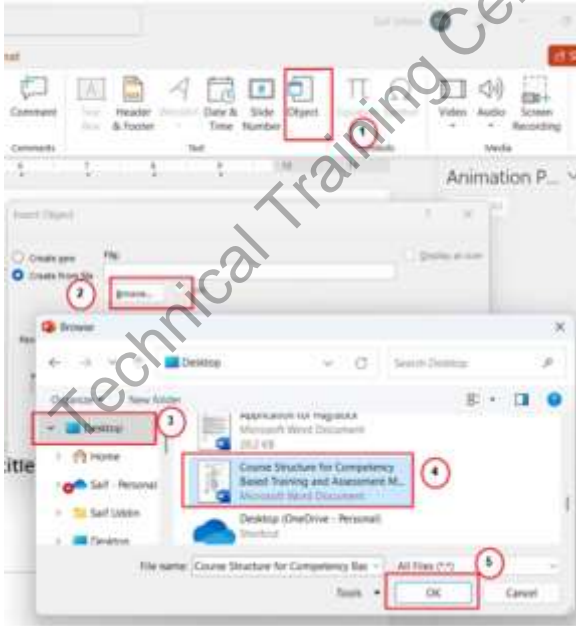 Comment
Header & Footer
Date & Time
Slide Number
Object
Video
Audio
Screen Recording
Comments
Text
Media
1
Animation P...
Insert Object
Create new
Create from file
File:
Display as icon
2
Browse...
Browse
Desktop
Search Desktop
Organize
New folder
Desktop
3
Home
Saif - Personal
Saif Uddin
Desktop
Microsoft Word Document
Course Structure for Competency
Based Training and Assessment M...
Microsoft Word Document
4
Desktop (OneDrive - Personal)
Shortcut
File name:
Course Structure for Competency Bas
All Files (*.*)
5
Tools
OK
Cancel
itle
Technical Training Ce